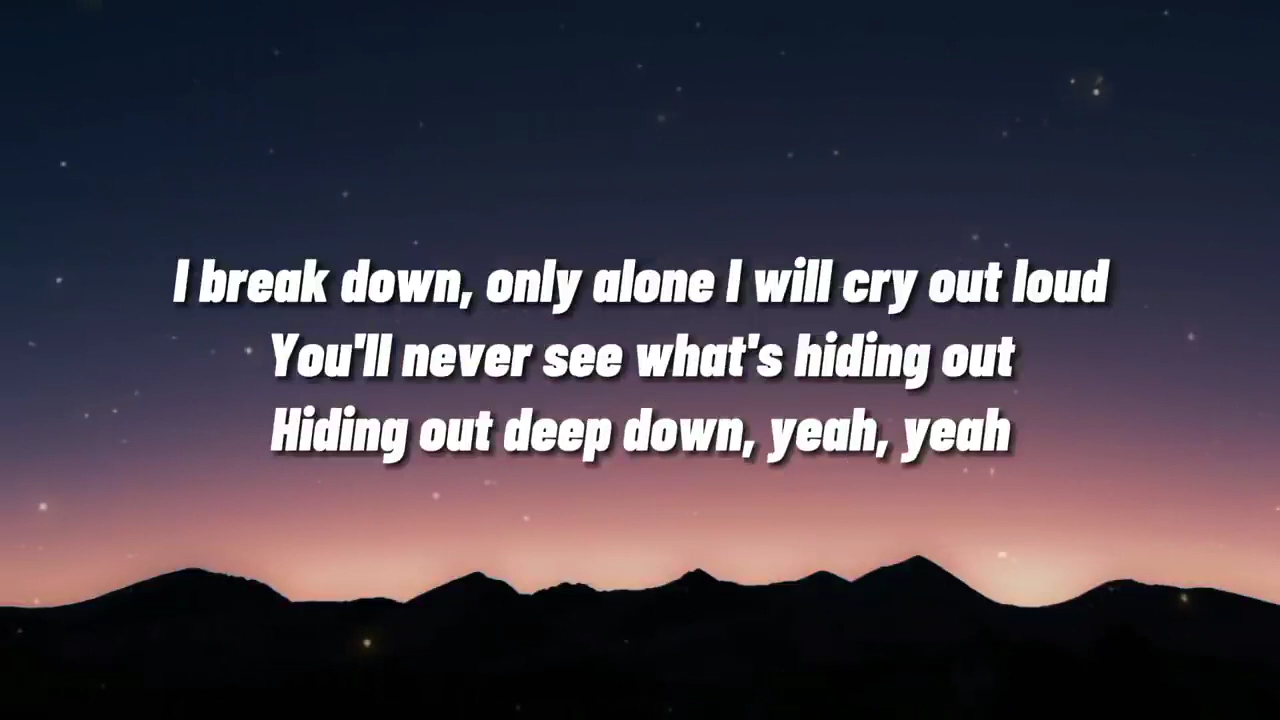 I break down, only alone I will cry out loud
You'll never see what's hiding out
Hiding out deep down, yeah, yeah